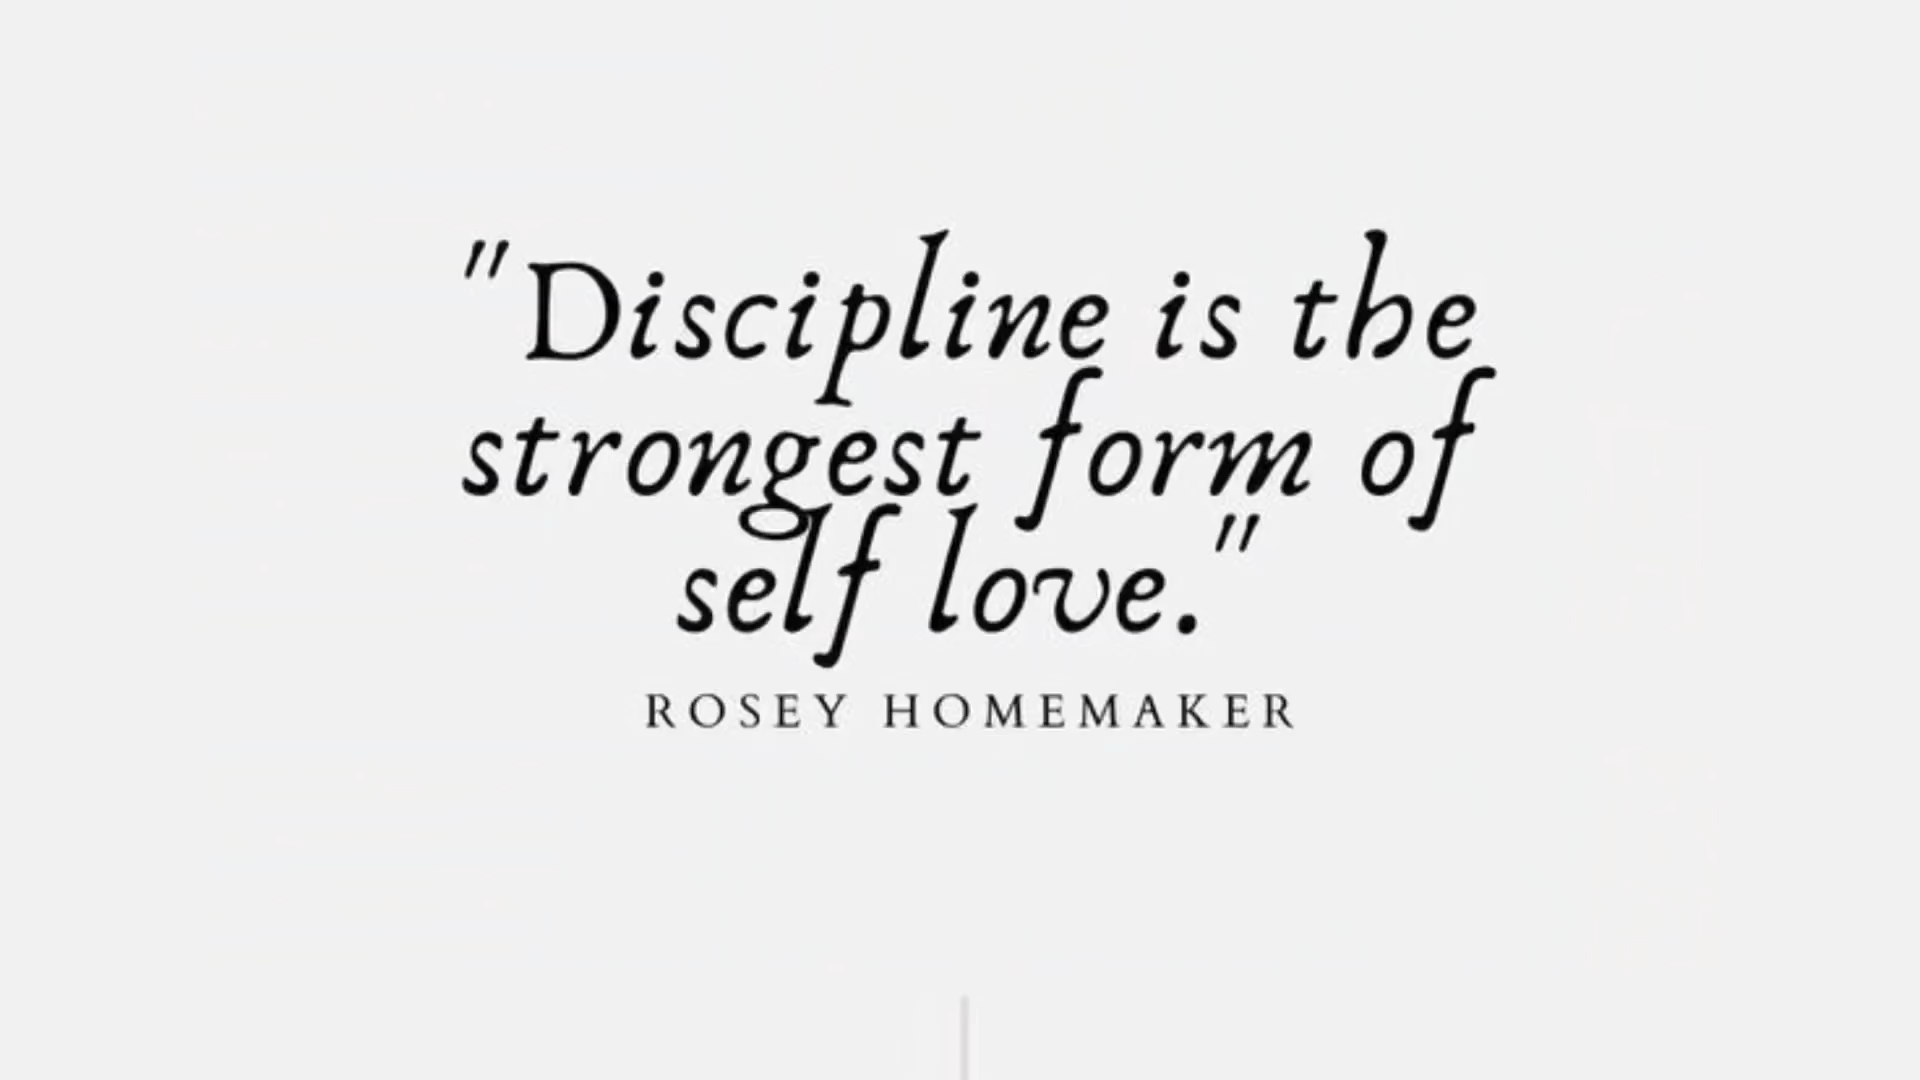 "Discipline is the
strongest form of
self love."
ROSEY HOMEMAKER